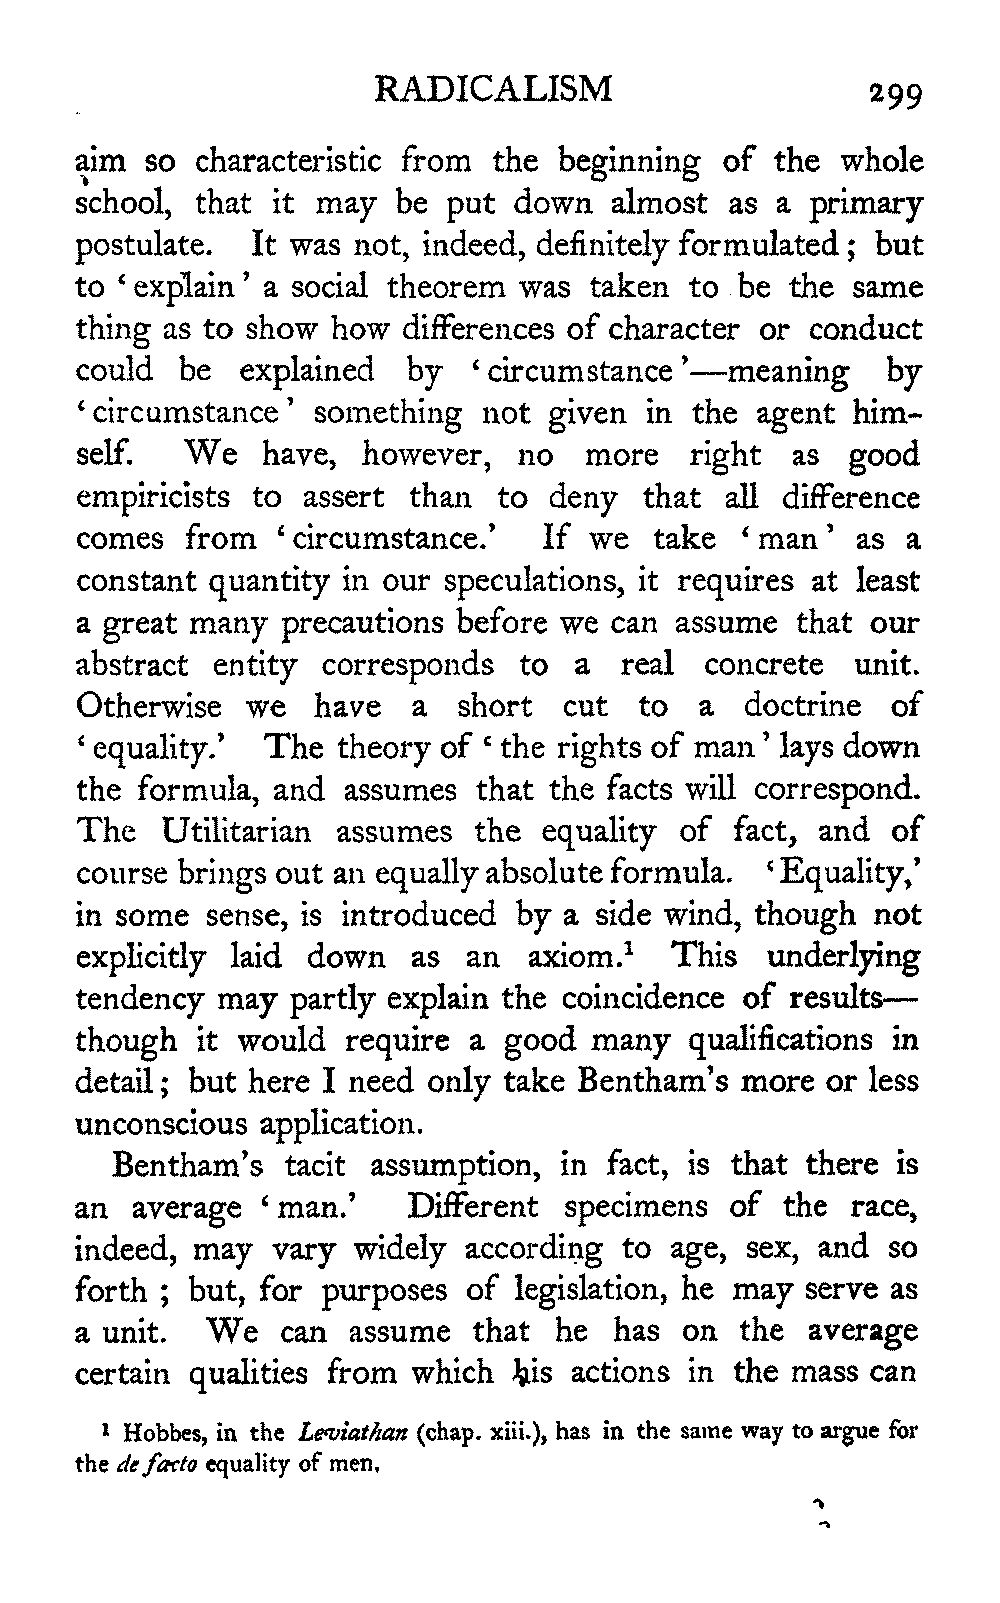 RADICALISM 299
aim so characteristic from the beginning of the whole
school, that it may be put down almost as a primary
postulate. It was not, indeed, definitely formulated ; but
to ‘ explain ’ a social theorem was taken to be the same
thing as to show how differences of character or conduct
could be explained by ‘ circumstance ’—meaning by
‘ circumstance ’ something not given in the agent him-
self. We have, however, no more right as good
empiricists to assert than to deny that all difference
comes from ‘ circumstance.’ If we take ‘ man ’ as a
constant quantity in our speculations, it requires at least
a great many precautions before we can assume that our
abstract entity corresponds to a real concrete unit.
Otherwise we have a short cut to a doctrine of
‘ equality.’ The theory of ‘ the rights of man ’ lays down
the formula, and assumes that the facts will correspond.
The Utilitarian assumes the equality of fact, and of
course brings out an equally absolute formula. ‘ Equality,’
in some sense, is introduced by a side wind, though not
explicitly laid down as an axiom.¹ This underlying
tendency may partly explain the coincidence of results—
though it would require a good many qualifications in
detail ; but here I need only take Bentham’s more or less
unconscious application.
Bentham’s tacit assumption, in fact, is that there is
an average ‘ man.’ Different specimens of the race,
indeed, may vary widely according to age, sex, and so
forth ; but, for purposes of legislation, he may serve as
a unit. We can assume that he has on the average
certain qualities from which his actions in the mass can
¹ Hobbes, in the Leviathan (chap. xiii.), has in the same way to argue for
the de facto equality of men.